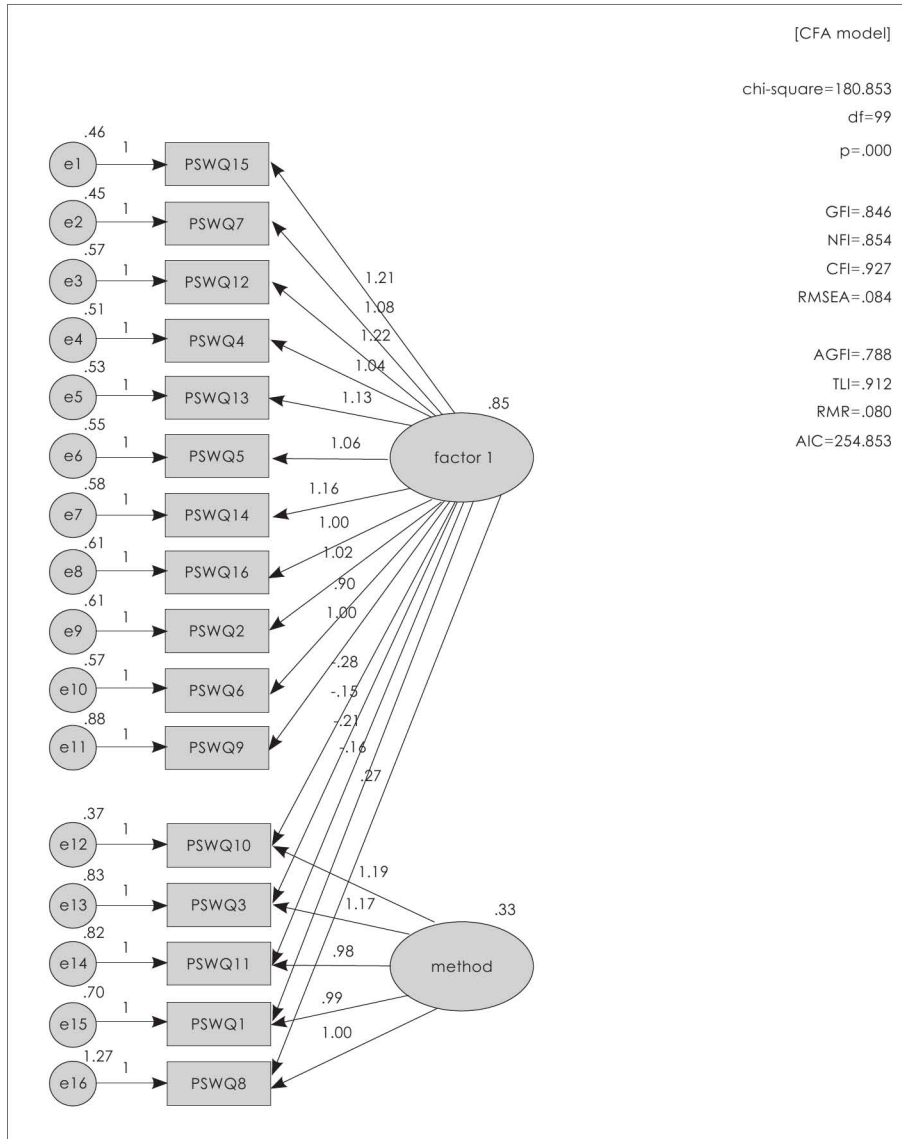 [CFA model]
chi-square=180.853
df=99
p=.000
GFI=.846
NFI=.854
CFI=.927
RMSEA=.084
AGFI=.788
TLI=.912
RMR=.080
AIC=254.853
.46
e1 1 PSWQ15
.45
e2 1 PSWQ7
.57
e3 1 PSWQ12
.51
e4 1 PSWQ4
.53
e5 1 PSWQ13
.55
e6 1 PSWQ5
.58
e7 1 PSWQ14
.61
e8 1 PSWQ16
.61
e9 1 PSWQ2
.57
e10 1 PSWQ6
.88
e11 1 PSWQ9
1.21
1.08
1.22
1.04
1.13
1.06
1.16
1.00
1.02
.90
1.00
-.28
-.15
-.21
-.16
.27
.85
factor 1
.37
e12 1 PSWQ10
.83
e13 1 PSWQ3
.82
e14 1 PSWQ11
.70
e15 1 PSWQ1
1.27
e16 1 PSWQ8
1.19
1.17
.98
.99
1.00
.33
method